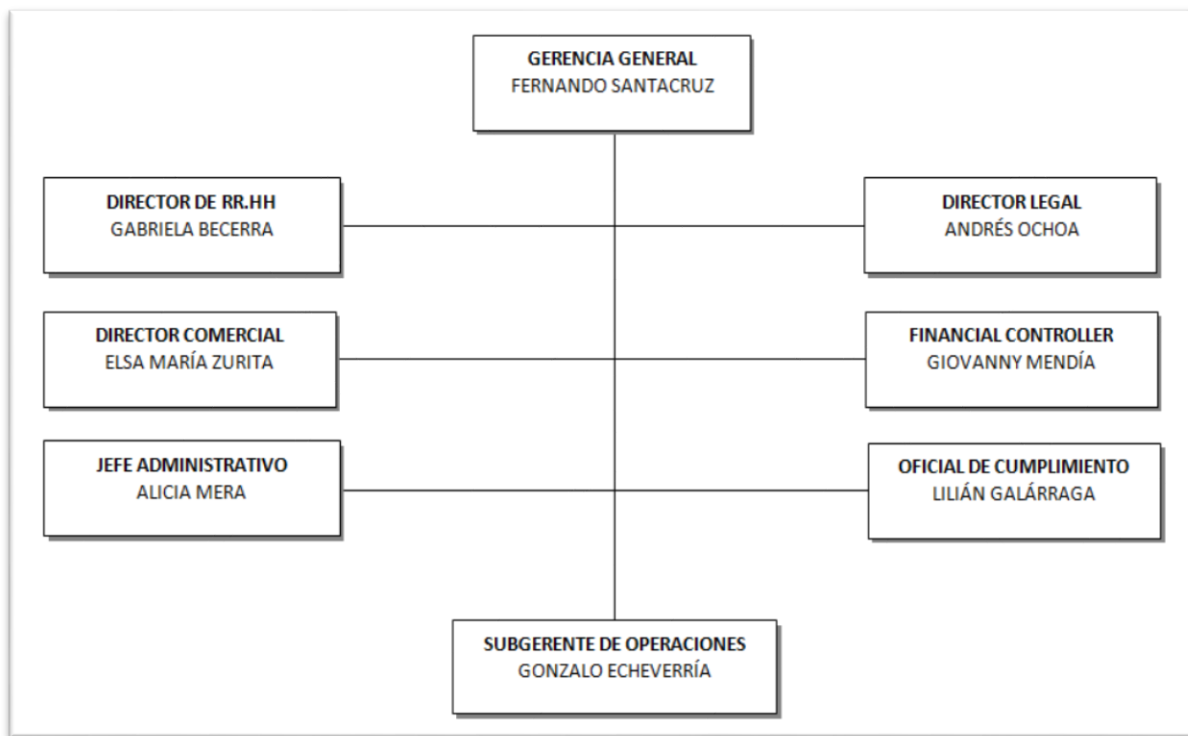 GERENCIA GENERAL
FERNANDO SANTACRUZ
DIRECTOR DE RR.HH
GABRIELA BECERRA
DIRECTOR LEGAL
ANDRÉS OCHOA
DIRECTOR COMERCIAL
ELSA MARÍA ZURITA
FINANCIAL CONTROLLER
GIOVANNY MENDÍA
JEFE ADMINISTRATIVO
ALICIA MERA
OFICIAL DE CUMPLIMIENTO
LILIÁN GALÁRRAGA
SUBGERENTE DE OPERACIONES
GONZALO ECHEVERRÍA